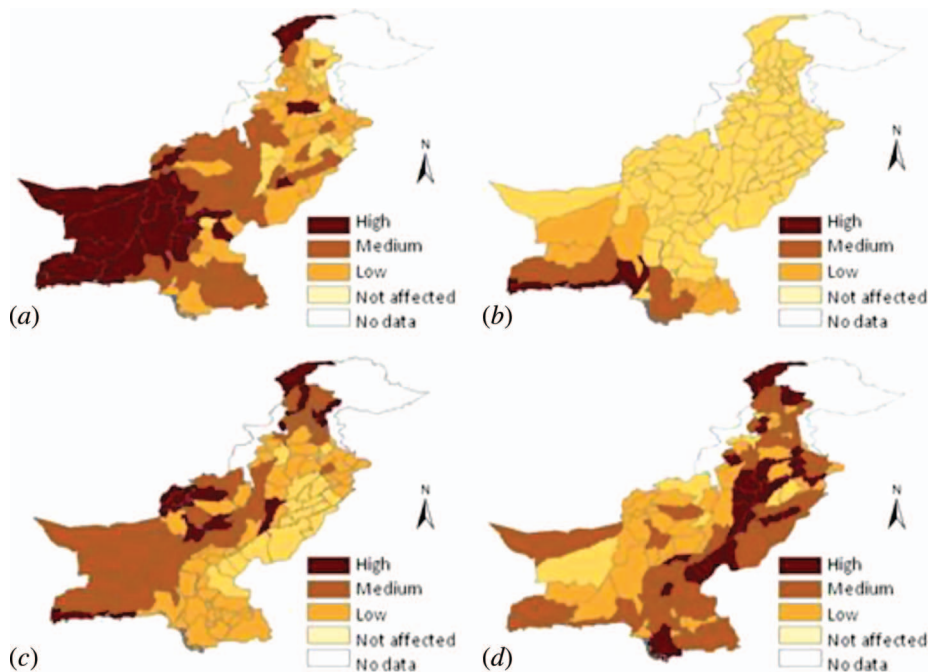 N
High
Medium
Low
Not affected
No data
(a)
N
High
Medium
Low
Not affected
No data
(b)
N
High
Medium
Low
Not affected
No data
(c)
N
High
Medium
Low
Not affected
No data
(d)